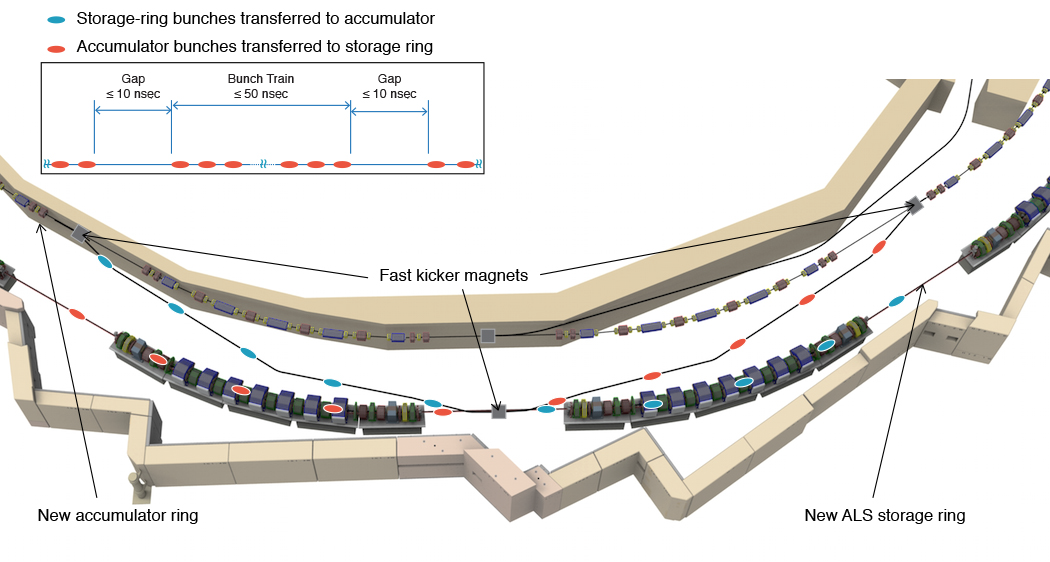 Storage-ring bunches transferred to accumulator
Accumulator bunches transferred to storage ring
Gap
≤ 10 nsec
Bunch Train
≤ 50 nsec
Gap
≤ 10 nsec
Fast kicker magnets
New accumulator ring
New ALS storage ring